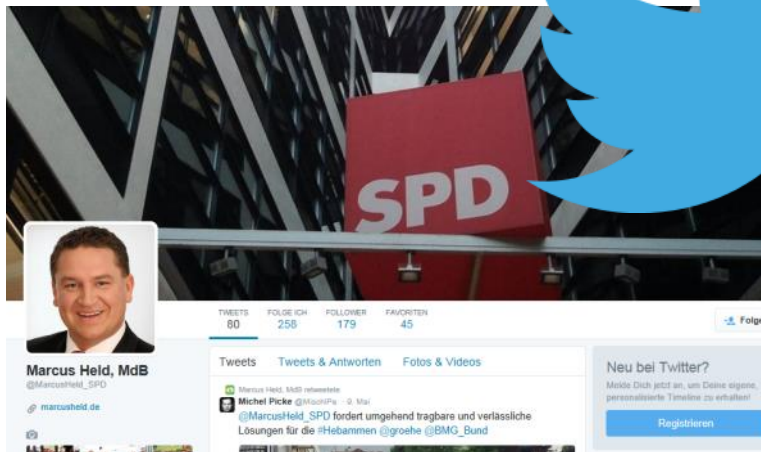 SPD
TWEETS FOLGE ICH FOLLOWER FAVORITEN
80 258 179 45
Folge
Marcus Held, MdB
@MarcusHeld_SPD
marcusheld.de
Tweets Tweets & Antworten Fotos & Videos
Marcus Held, MdB retweetete
Michel Picke @MischiPa · 9. Mai
@MarcusHeld_SPD fordert umgehend tragbare und verlässliche
Lösungen für die #Hebammen @groehe @BMG_Bund
Neu bei Twitter?
Melde Dich jetzt an, um Deine eigene,
personalisierte Timeline zu erhalten!
Registrieren